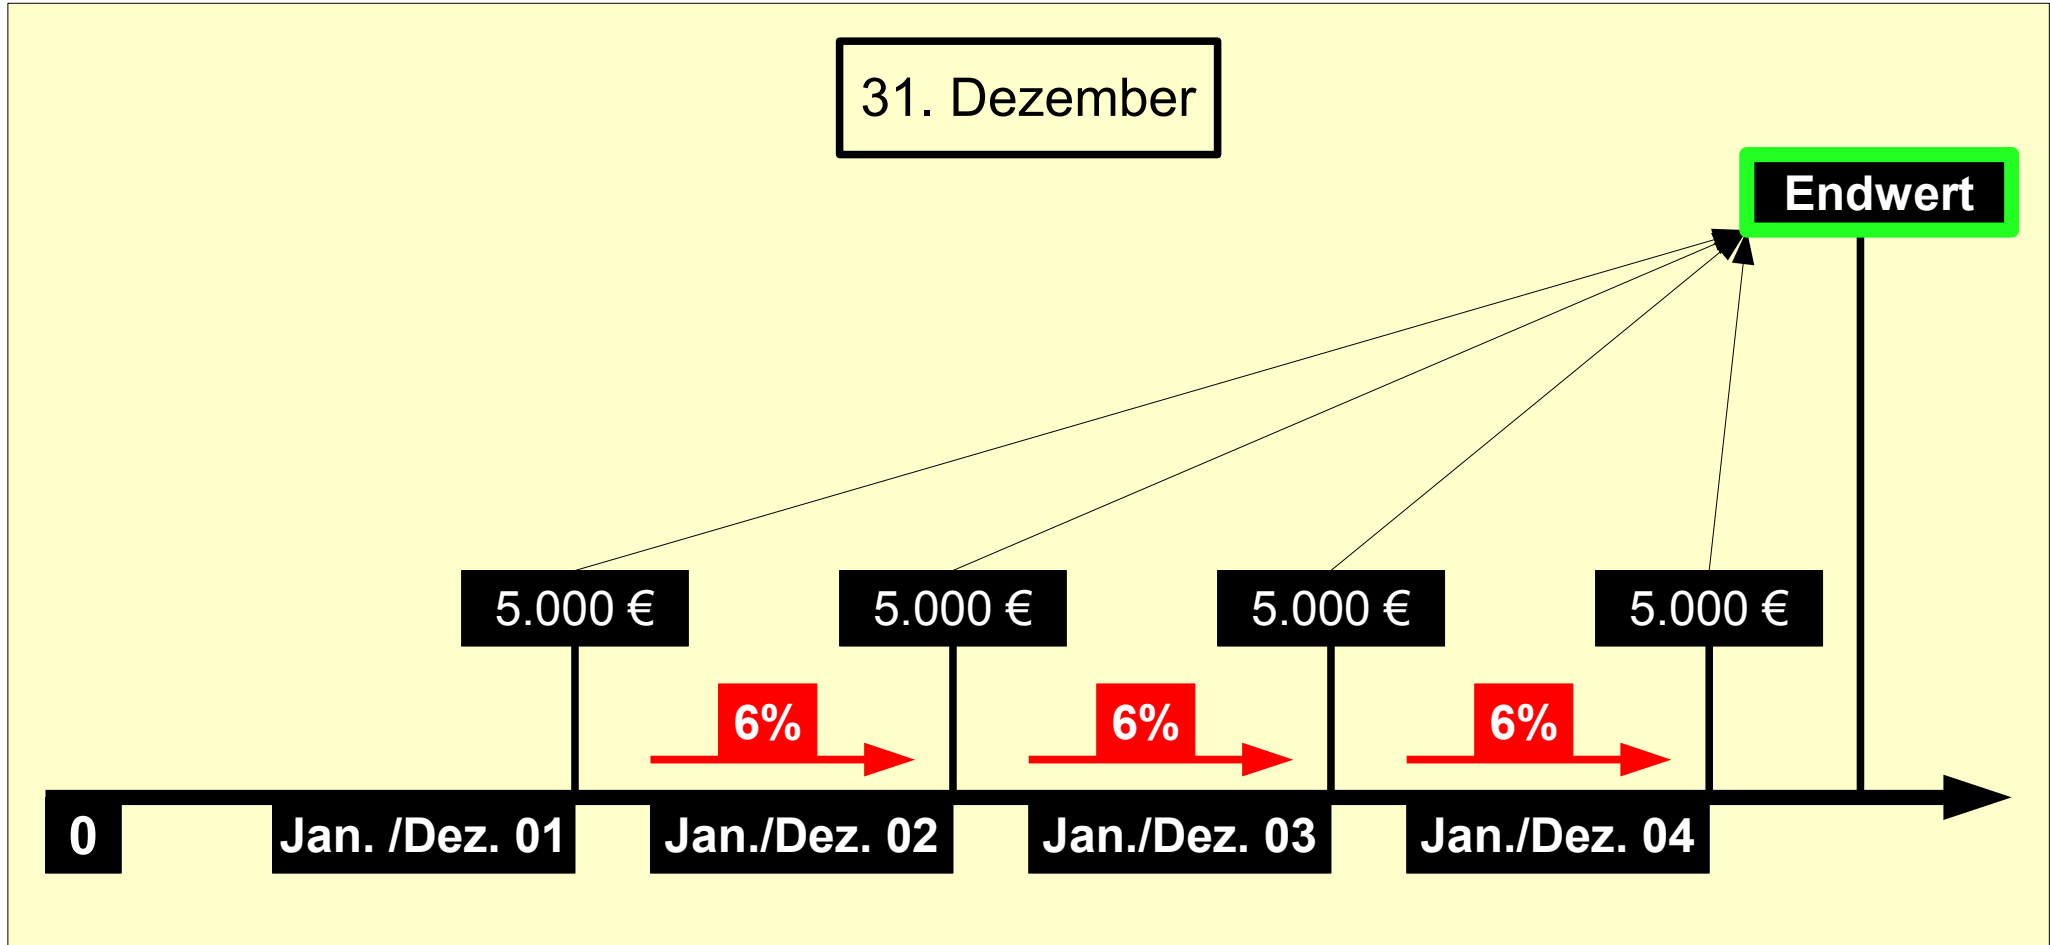 31. Dezember
Endwert
5.000 € 5.000 € 5.000 € 5.000 €
6% 6% 6%
0 Jan. /Dez. 01 Jan./Dez. 02 Jan./Dez. 03 Jan./Dez. 04